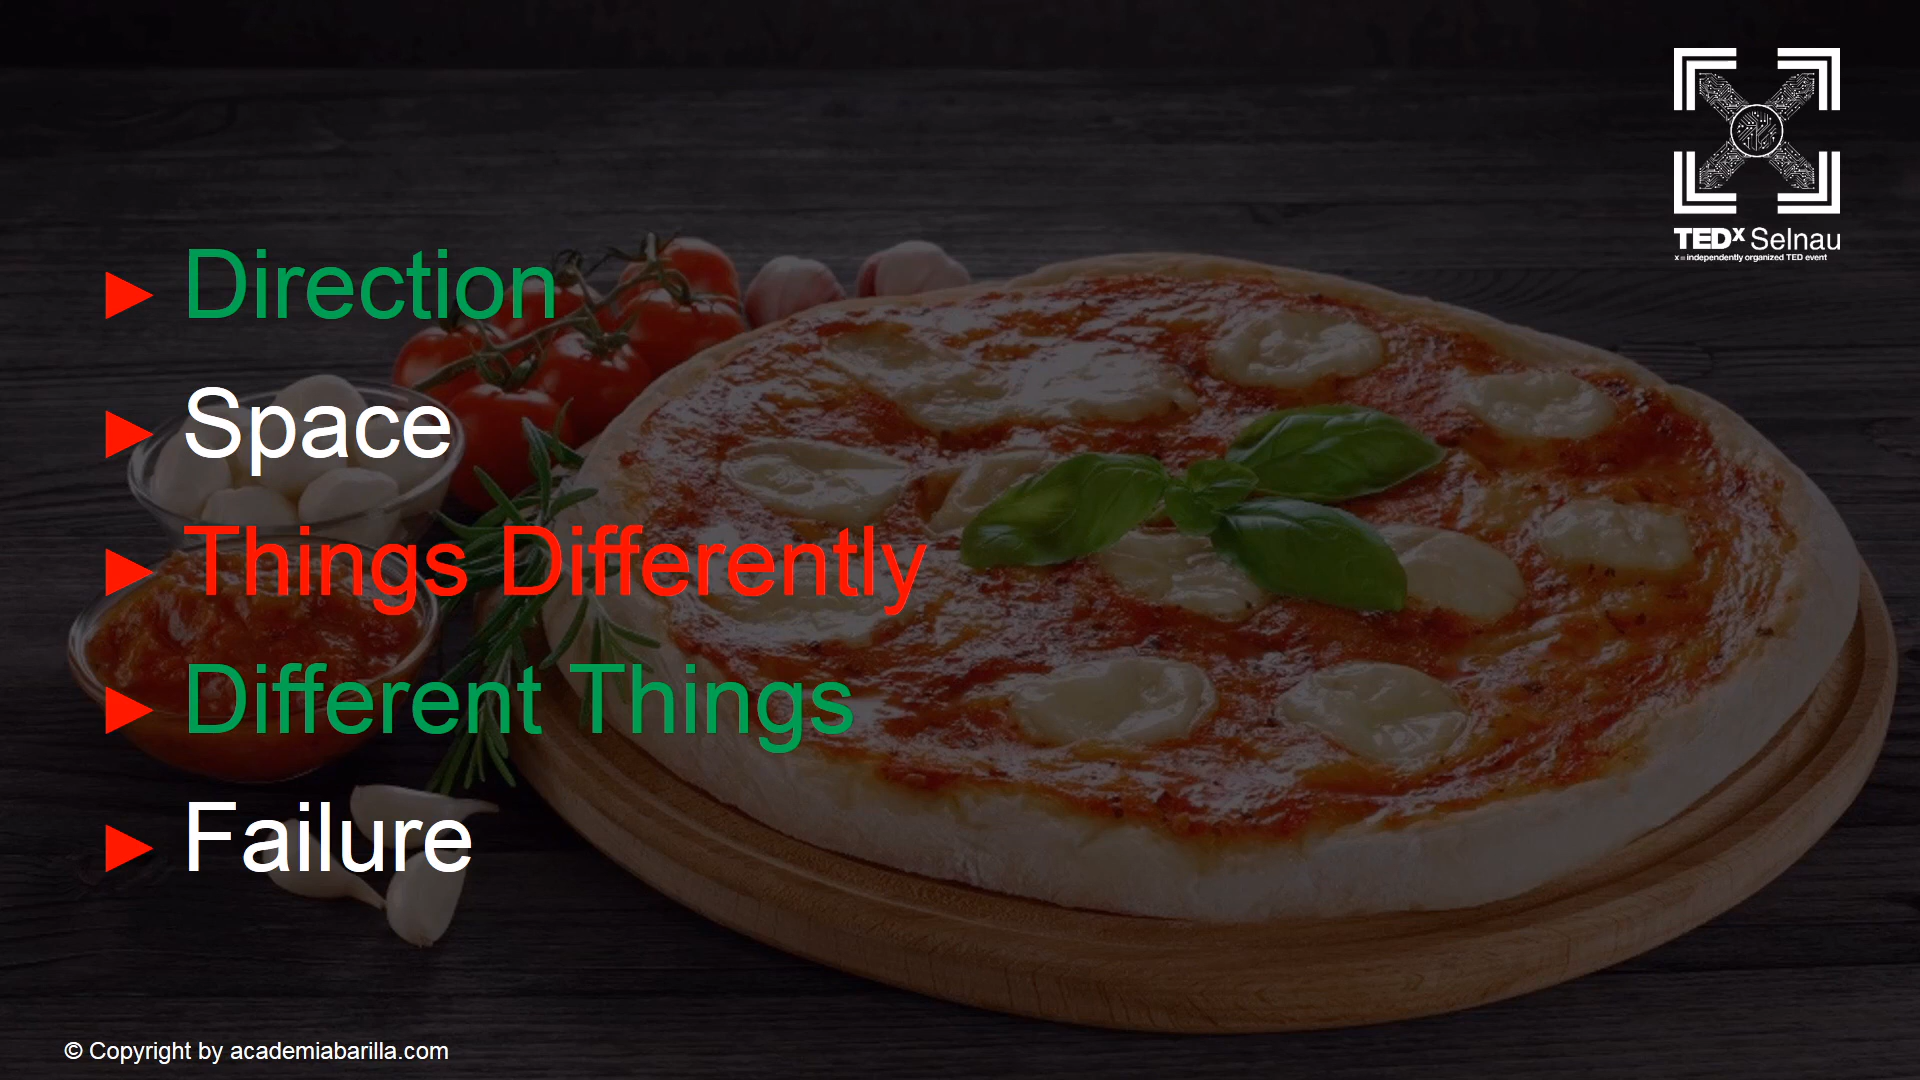 TEDx Selnau
x = independently organized TED event
Direction
Space
Things Differently
Different Things
Failure
© Copyright by academiabarilla.com